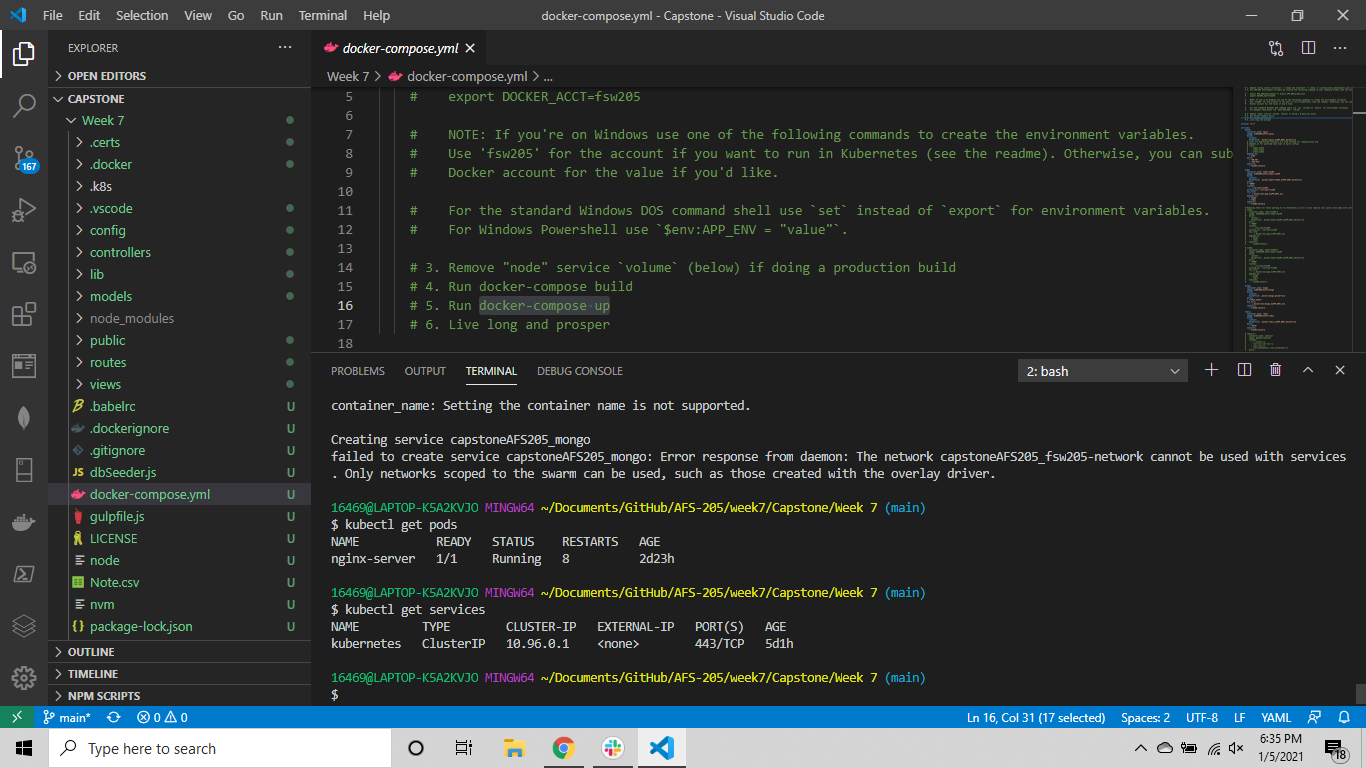 File Edit Selection View Go Run Terminal Help docker-compose.yml - Capstone - Visual Studio Code
EXPLORER
OPEN EDITORS
CAPSTONE
Week 7
.certs
.docker
.k8s
.vscode
config
controllers
lib
models
node_modules
public
routes
views
.babelrc U
.dockerignore U
.gitignore U
JS dbSeeder.js U
docker-compose.yml U
gulpfile.js U
LICENSE U
node U
Note.csv U
nvm U
{} package-lock.json U
OUTLINE
TIMELINE
NPM SCRIPTS
167
docker-compose.yml
Week 7 > docker-compose.yml > ...
5 # export DOCKER_ACCT=fsw205
6
7 # NOTE: If you're on Windows use one of the following commands to create the environment variables.
8 # Use 'fsw205' for the account if you want to run in Kubernetes (see the readme). Otherwise, you can sub
9 # Docker account for the value if you'd like.
10
11 # For the standard Windows DOS command shell use `set` instead of `export` for environment variables.
12 # For Windows Powershell use `$env:APP_ENV = "value"`.
13
14 # 3. Remove "node" service `volume` (below) if doing a production build
15 # 4. Run docker-compose build
16 # 5. Run docker-compose up
17 # 6. Live long and prosper
18
PROBLEMS OUTPUT TERMINAL DEBUG CONSOLE 2: bash
container_name: Setting the container name is not supported.
Creating service capstoneAFS205_mongo
failed to create service capstoneAFS205_mongo: Error response from daemon: The network capstoneAFS205_fsw205-network cannot be used with services
. Only networks scoped to the swarm can be used, such as those created with the overlay driver.
16469@LAPTOP-K5A2KVJO MINGW64 ~/Documents/GitHub/AFS-205/week7/Capstone/Week 7 (main)
$ kubectl get pods
NAME READY STATUS RESTARTS AGE
nginx-server 1/1 Running 8 2d23h
16469@LAPTOP-K5A2KVJO MINGW64 ~/Documents/GitHub/AFS-205/week7/Capstone/Week 7 (main)
$ kubectl get services
NAME TYPE CLUSTER-IP EXTERNAL-IP PORT(S) AGE
kubernetes ClusterIP 10.96.0.1 <none> 443/TCP 5d1h
16469@LAPTOP-K5A2KVJO MINGW64 ~/Documents/GitHub/AFS-205/week7/Capstone/Week 7 (main)
$
main* 0 0 Ln 16, Col 31 (17 selected) Spaces: 2 UTF-8 LF YAML
Type here to search
6:35 PM
1/5/2021
18